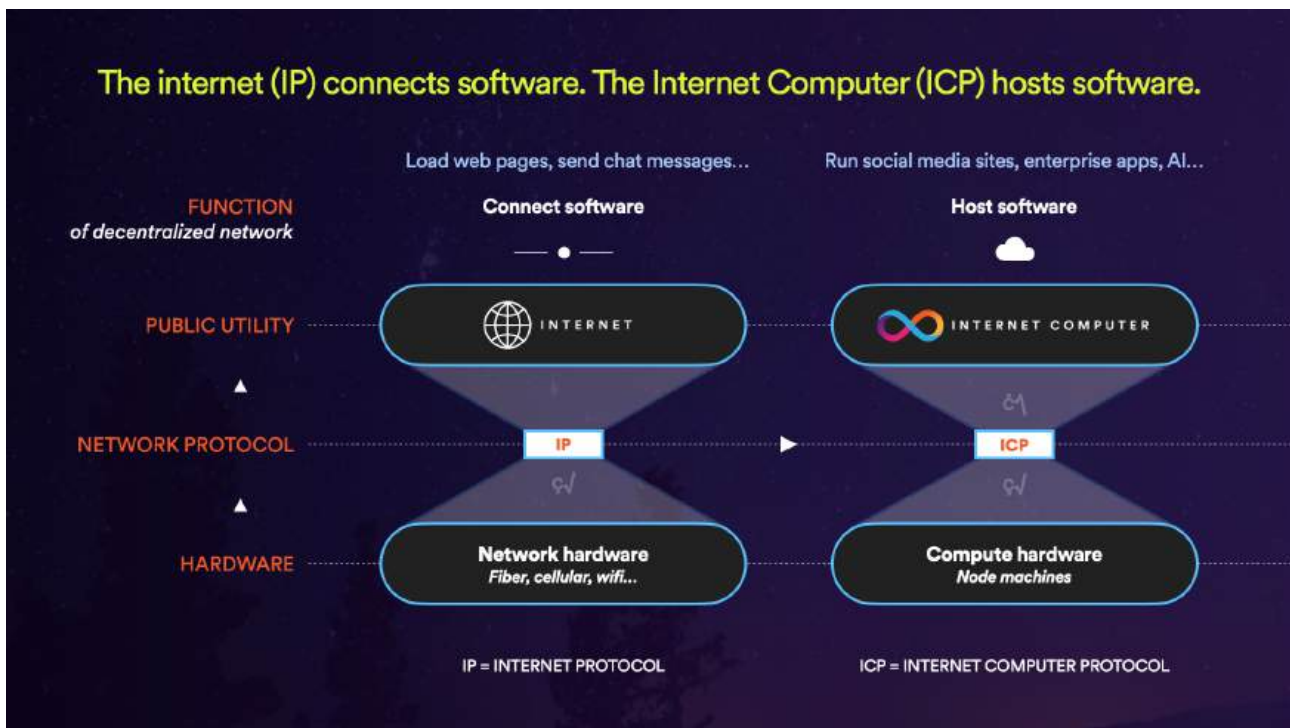 The internet (IP) connects software. The Internet Computer (ICP) hosts software.
Load web pages, send chat messages...
Run social media sites, enterprise apps, AI...
FUNCTION
of decentralized network
Connect software
Host software
PUBLIC UTILITY
INTERNET
INTERNET COMPUTER
NETWORK PROTOCOL
IP
ICP
HARDWARE
Network hardware
Fiber, cellular, wifi...
Compute hardware
Node machines
IP = INTERNET PROTOCOL
ICP = INTERNET COMPUTER PROTOCOL